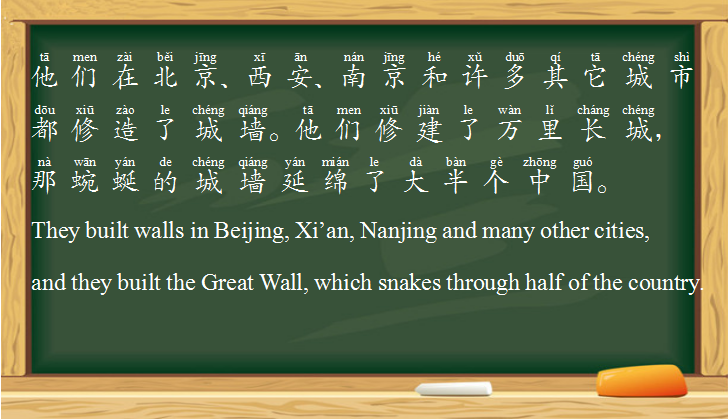 tā men zài běi jīng xī ān nán jīng hé xǔ duō qí tā chéng shì
他们在北京、西安、南京和许多其它城市
dōu xiū zào le chéng qiáng tā men xiū jiàn le wàn lǐ cháng chéng
都修造了城墙。他们修建了万里长城，
nà wān yán de chéng qiáng yán mián le dà bàn gè zhōng guó
那蜿蜒的城墙延绵了大半个中国。
They built walls in Beijing, Xi’an, Nanjing and many other cities,
and they built the Great Wall, which snakes through half of the country.